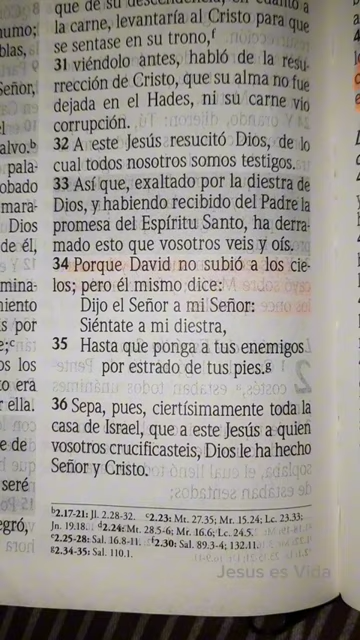 que de su descendencia, en cuanto a
la carne, levantaría al Cristo para que
se sentase en su trono,f
31 viéndolo antes, habló de la resu-
rrección de Cristo, que su alma no fue
dejada en el Hades, ni su carne vio
corrupción.
32 A este Jesús resucitó Dios, de lo
cual todos nosotros somos testigos.
33 Así que, exaltado por la diestra de
Dios, y habiendo recibido del Padre la
promesa del Espíritu Santo, ha derra-
mado esto que vosotros veis y oís.
34 Porque David no subió a los cie-
los; pero él mismo dice:
Dijo el Señor a mi Señor:
Siéntate a mi diestra,
35 Hasta que ponga a tus enemigos
por estrado de tus pies.g
36 Sepa, pues, ciertísimamente toda la
casa de Israel, que a este Jesús a quien
vosotros crucificasteis, Dios le ha hecho
Señor y Cristo.
b2.17-21: Jl. 2.28-32. c2.23: Mt. 27.35; Mr. 15.24; Lc. 23.33;
Jn. 19.18. d2.24: Mt. 28.5-6; Mr. 16.6; Lc. 24.5.
e2.25-28: Sal. 16.8-11. f2.30: Sal. 89.3-4; 132.11.
g2.34-35: Sal. 110.1.
Jesus es Vida